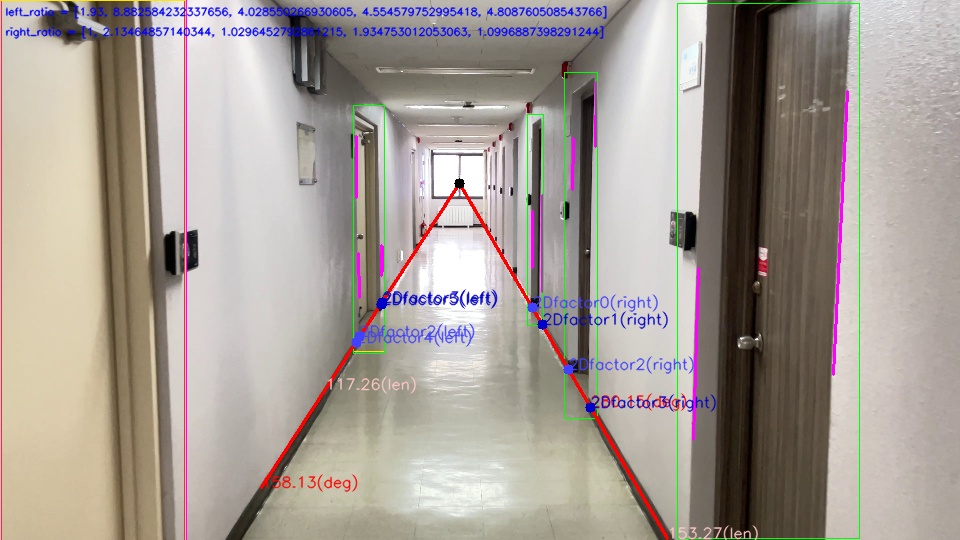 left_ratio = [1.93, 8.882584232337656, 4.028550266930605, 4.554579752995418, 4.808760508543766]
right_ratio = [1, 2.13464857140344, 1.0296452792861215, 1.934753012053063, 1.0996887398291244]
2Dfactor3(left)
2Dfactor0(right)
2Dfactor1(right)
2Dfactor2(left)
2Dfactor4(left)
2Dfactor2(right)
117.26(len)
2Dfactor3(right)
58.13(deg)
153.27(len)